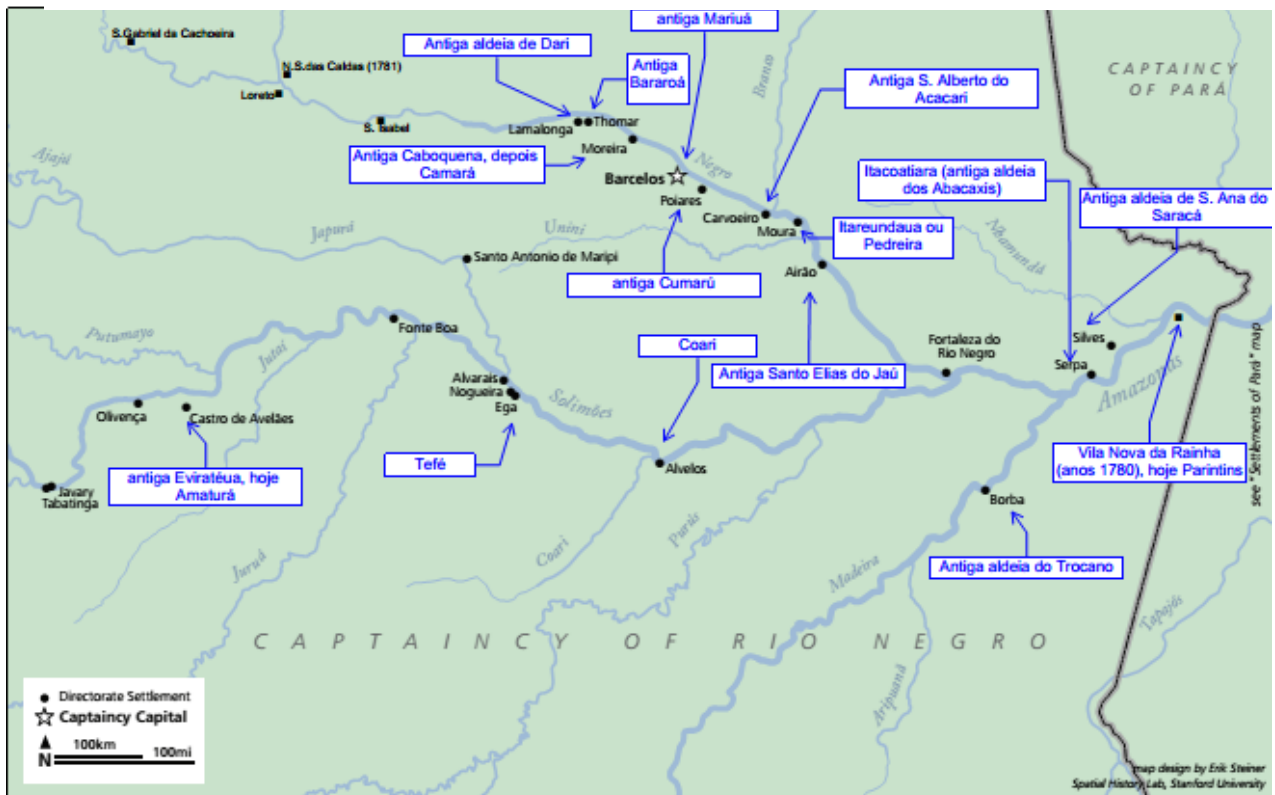 antiga Mariuá
S.Gabriel da Cachoeira
Antiga aldeia de Dari
N.S.das Caldas (1781)
Antiga
Bararoá
Antiga S. Alberto do
Acacari
Branco
CAPTAINCY
OF PARÁ
Loreto
S. Isabel
Lamalonga
Thomar
Moreira
Ajajú
Antiga Caboquena, depois
Camará
Negro
Barcelos
Poiares
Itacoatiara (antiga aldeia
dos Abacaxis)
Antiga aldeia de S. Ana do
Saracá
Carvoeiro
Moura
Itareundaua ou
Pedreira
Japurá
Unini
Nhamundá
Santo Antonio de Maripi
Airão
antiga Cumarú
Putumayo
Jutaí
Fonte Boa
Coari
Fortaleza do
Rio Negro
Silves
Serpa
Amazonas
Antiga Santo Elias do Jaú
Alvarais
Nogueira
Ega
Solimões
Olivença
Castro de Avelães
see "Settlements of Pará" map
antiga Eviratéua, hoje
Amaturá
Tefé
Alvelos
Vila Nova da Rainha
(anos 1780), hoje Parintins
Javary
Tabatinga
Borba
Juruá
Coari
Purús
Madeira
Antiga aldeia do Trocano
Tapajós
CAPTAINCY OF RIO NEGRO
Aripuanã
Directorate Settlement
Captaincy Capital
100km
N
100mi
map design by Erik Steiner
Spatial History Lab, Stanford University